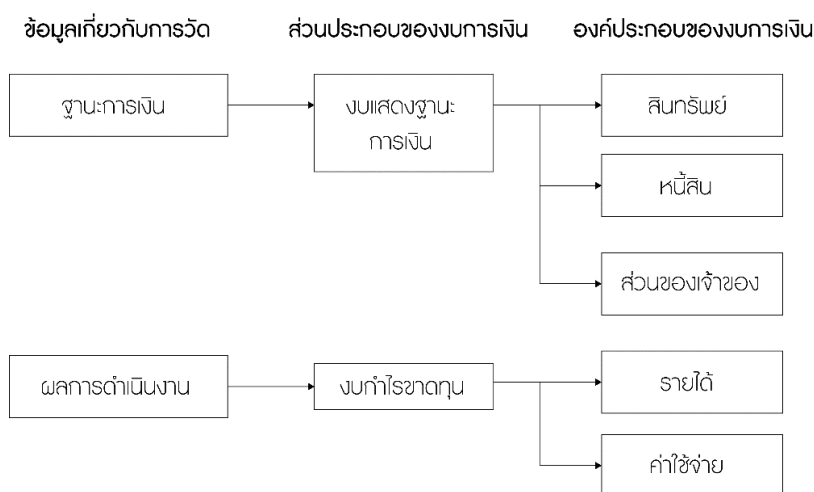 ข้อมูลเกี่ยวกับการวัด ส่วนประกอบของงบการเงิน องค์ประกอบของงบการเงิน
ฐานะการเงิน
งบแสดงฐานะ
การเงิน
สินทรัพย์
หนี้สิน
ส่วนของเจ้าของ
ผลการดำเนินงาน
งบกำไรขาดทุน
รายได้
ค่าใช้จ่าย